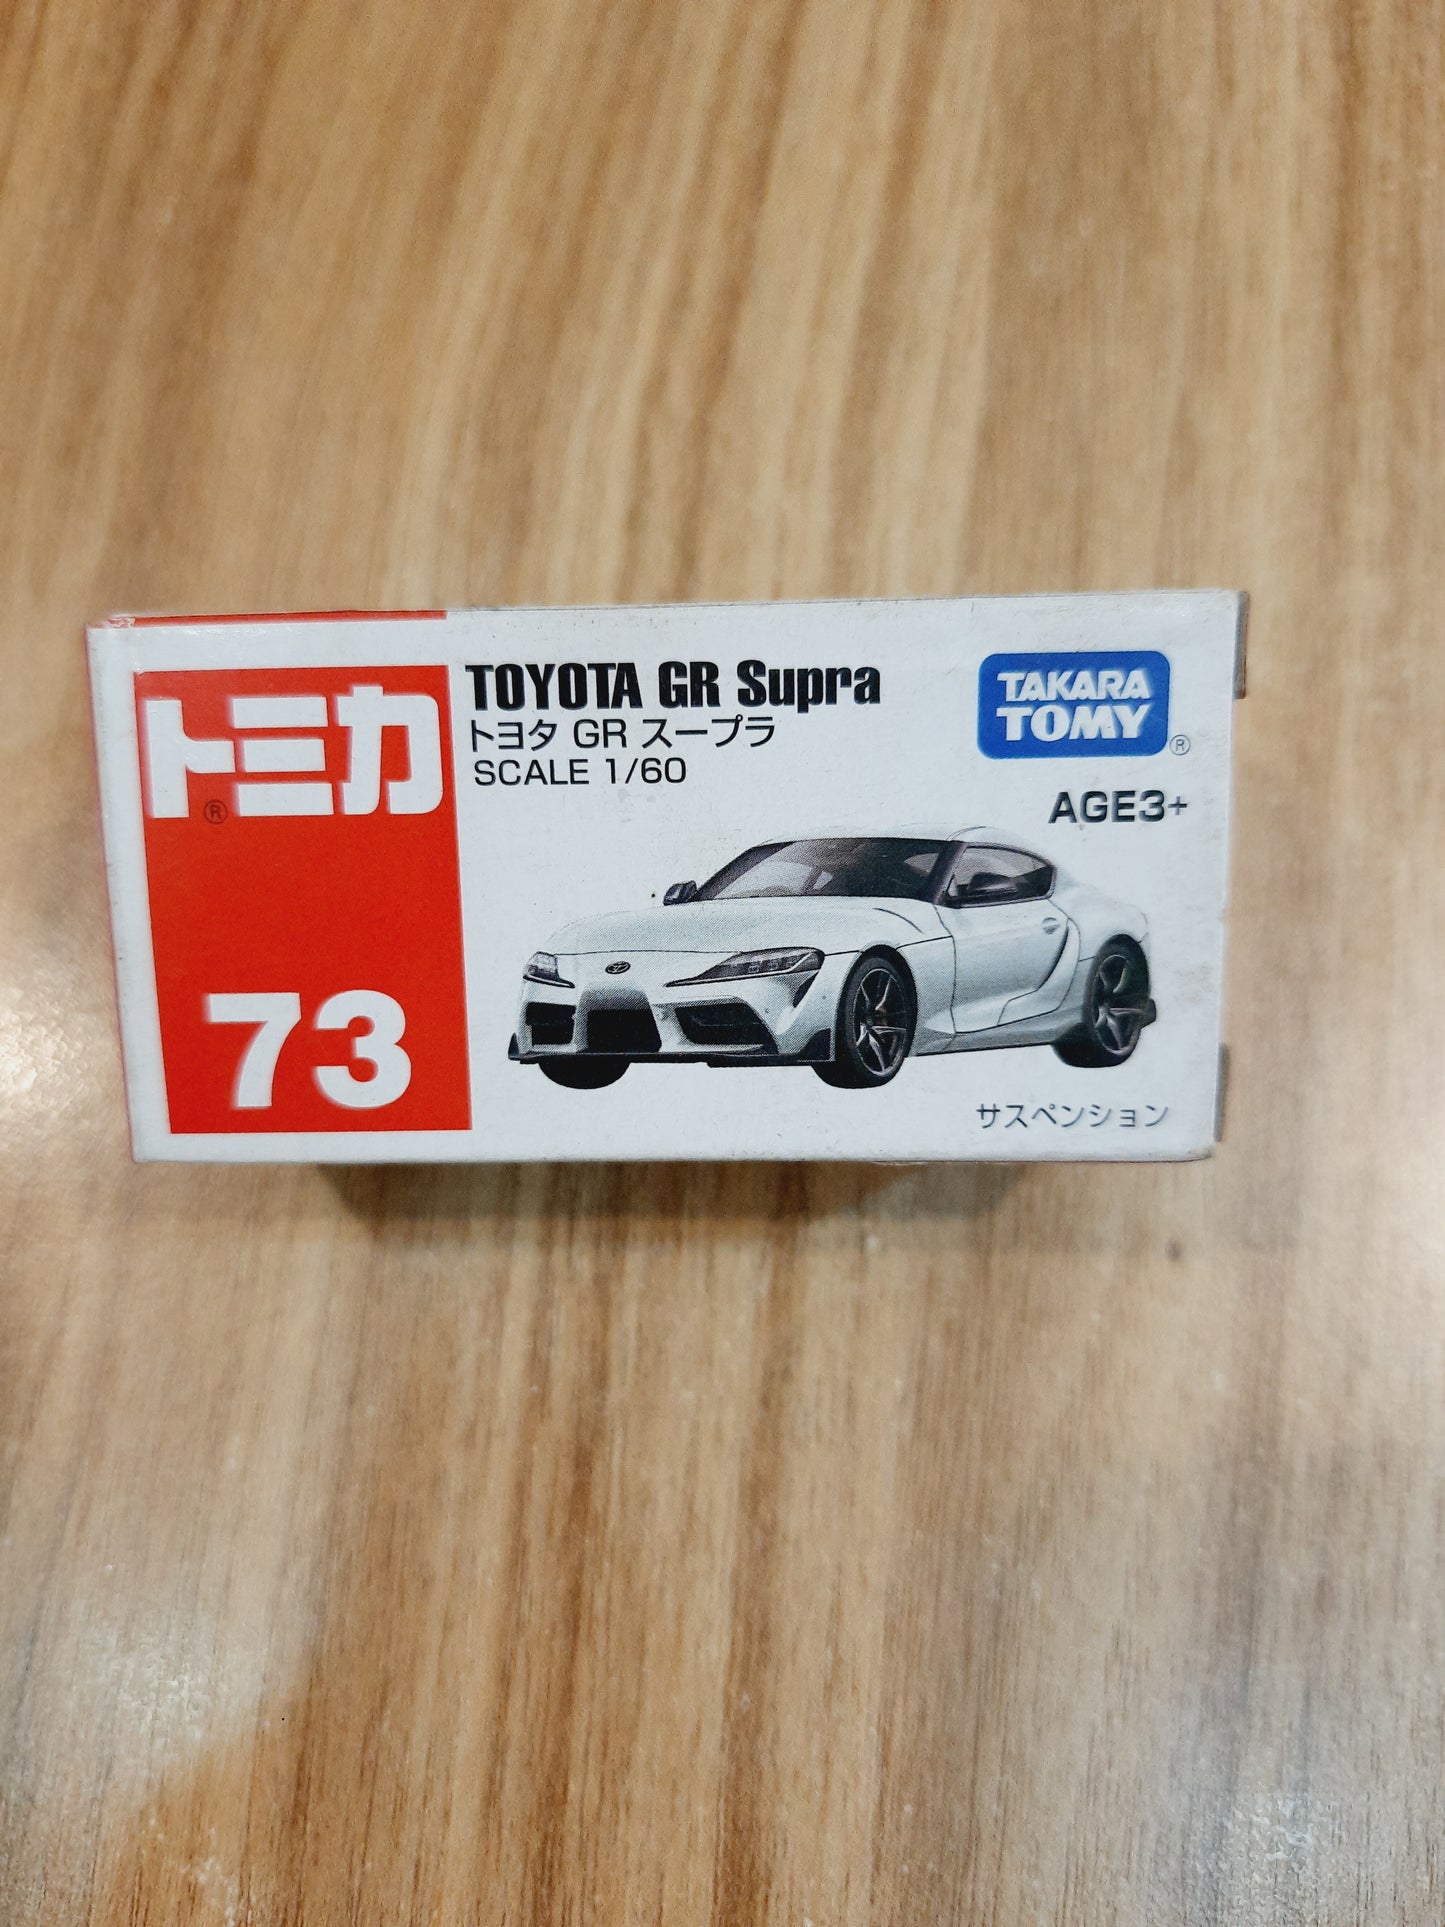 トミカ
®
73
TOYOTA GR Supra
トヨタ GR スープラ
SCALE 1/60
TAKARA
TOMY
®
AGE3+
サスペンション